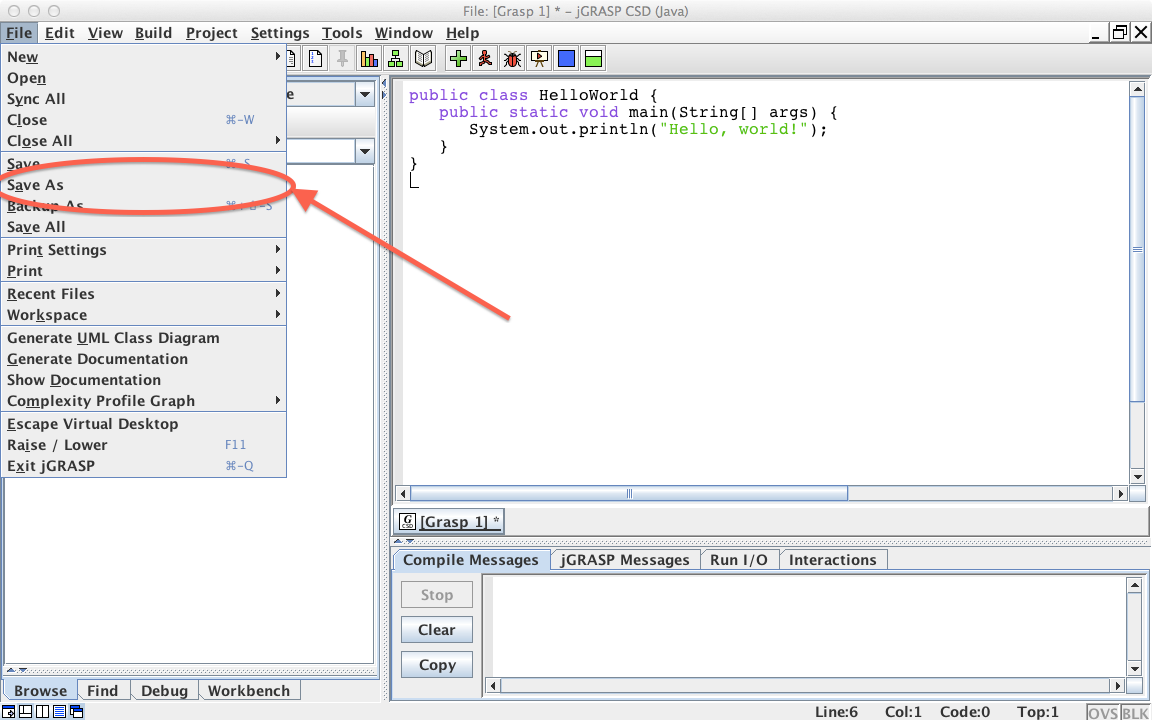 File: [Grasp 1] * – jGRASP CSD (Java)
File Edit View Build Project Settings Tools Window Help
New
Open
Sync All
Close ⌘-W
Close All
Save ⌘-S
Save As
Backup As
Save All
Print Settings
Print
Recent Files
Workspace
Generate UML Class Diagram
Generate Documentation
Show Documentation
Complexity Profile Graph
Escape Virtual Desktop
Raise / Lower F11
Exit jGRASP ⌘-Q
public class HelloWorld {
public static void main(String[] args) {
System.out.println("Hello, world!");
}
}
G CSD [Grasp 1] *
Compile Messages jGRASP Messages Run I/O Interactions
Stop
Clear
Copy
Browse Find Debug Workbench
Line:6 Col:1 Code:0 Top:1 OVS BLK